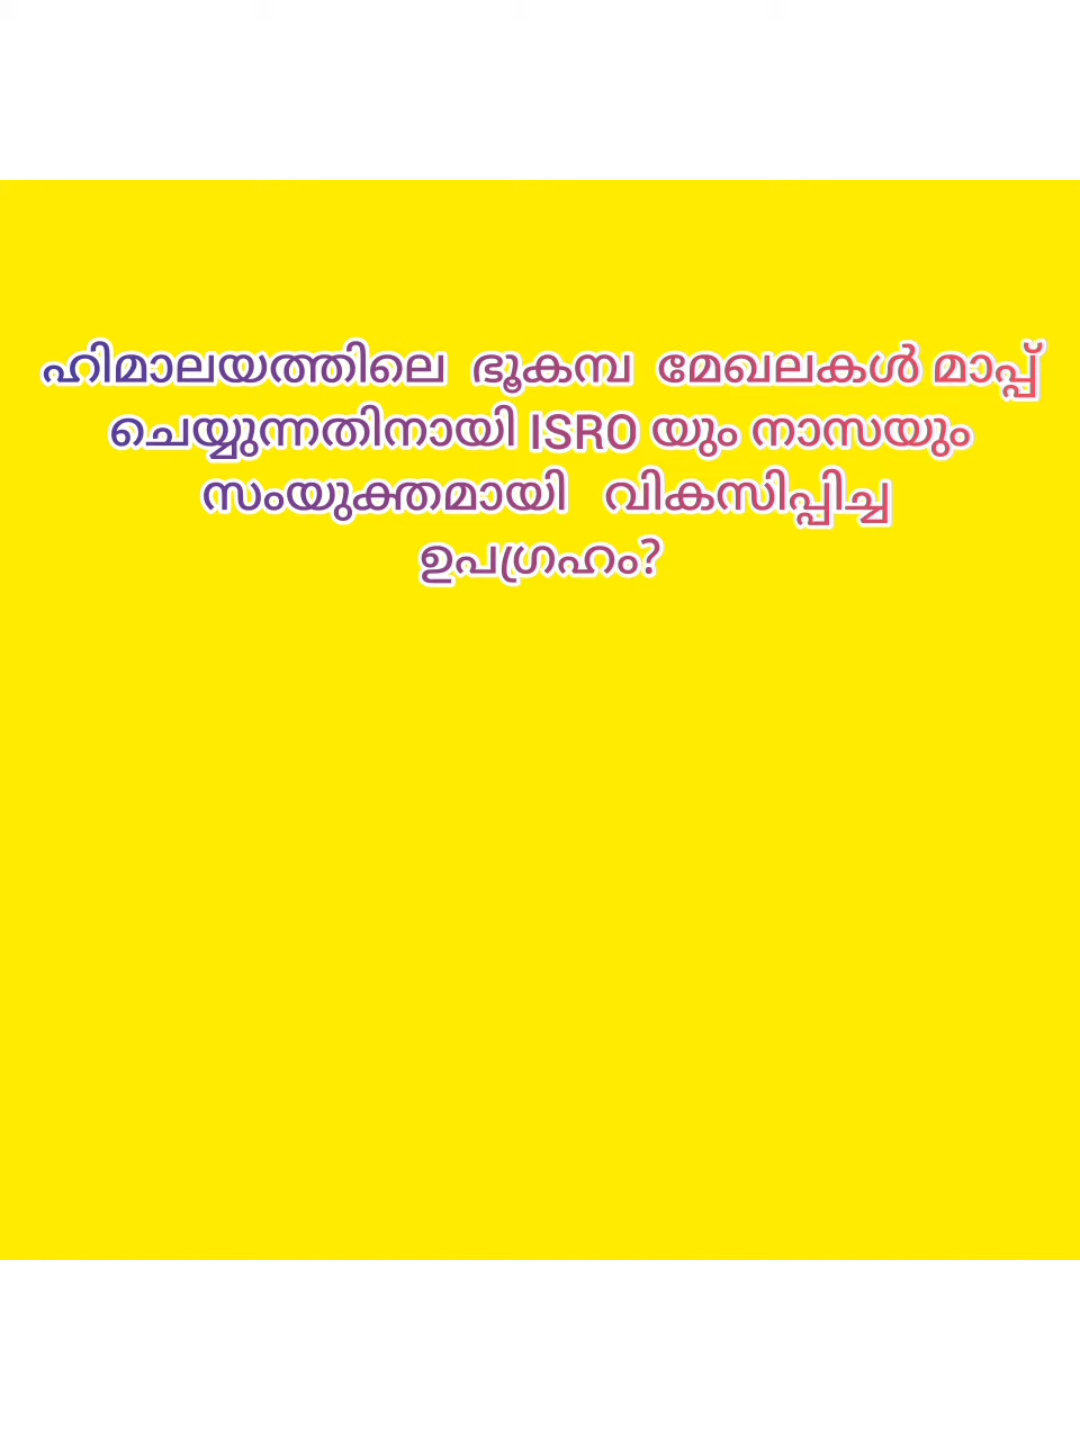 ഹിമാലയത്തിലെ ഭൂകമ്പ മേഖലകൾ മാപ്പ്
ചെയ്യുന്നതിനായി ISRO യും നാസയും
സംയുക്തമായി വികസിപ്പിച്ച
ഉപഗ്രഹം?